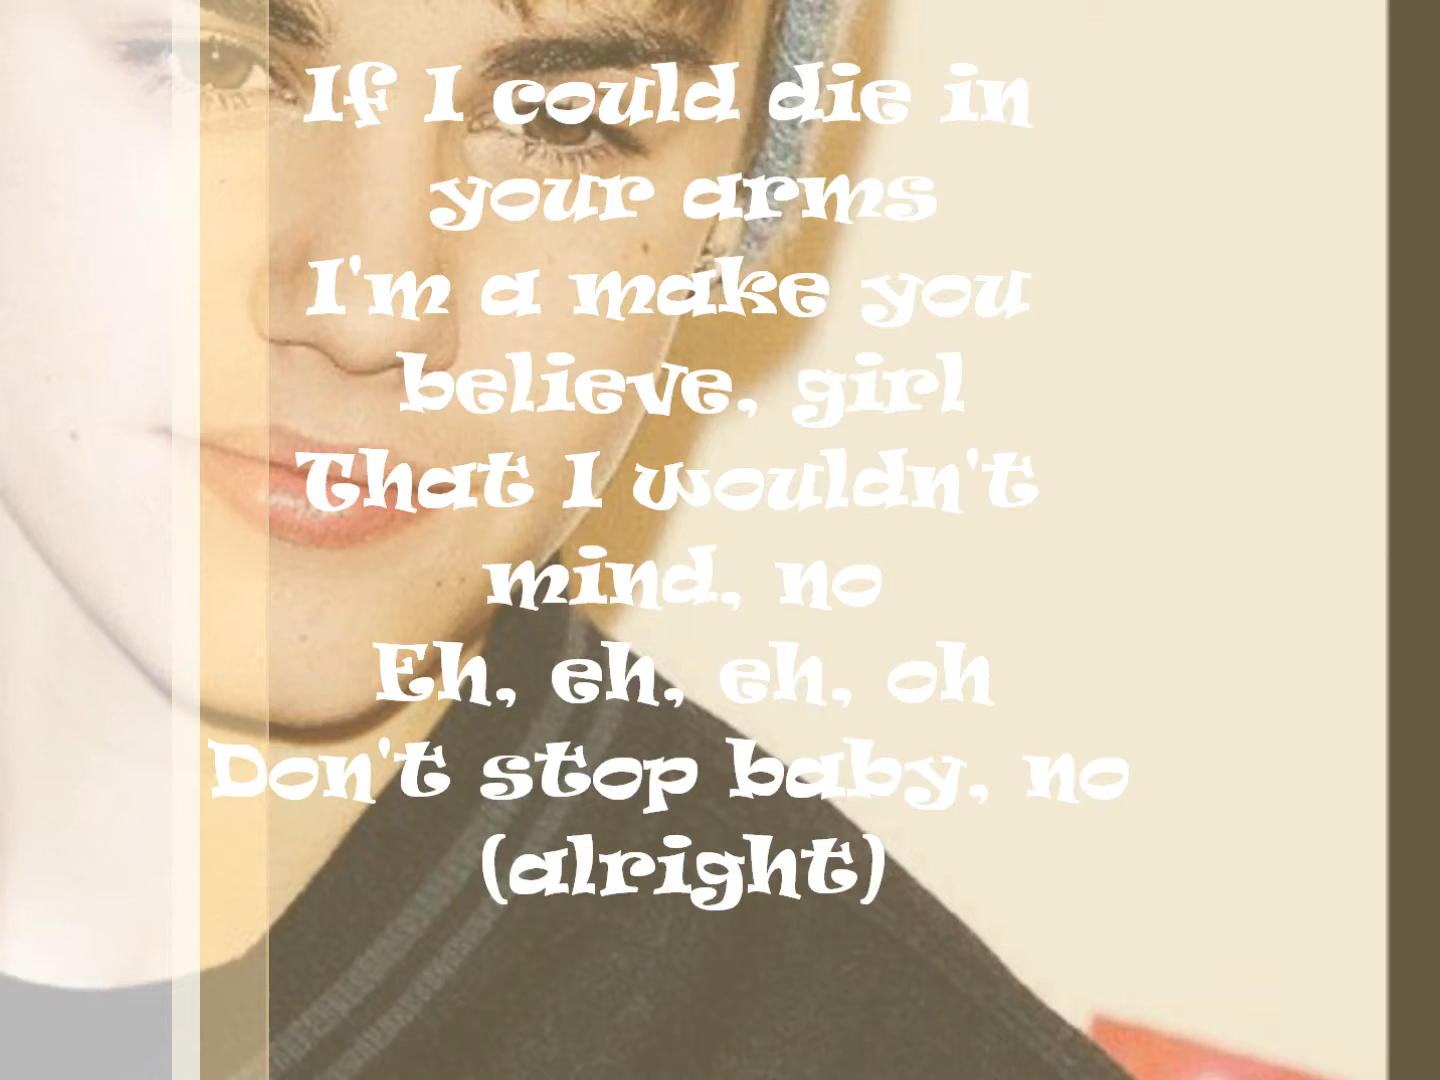 If I could die in
your arms
I'm a make you
believe, girl
That I wouldn't
mind, no
Eh, eh, eh, oh
Don't stop baby, no
(alright)